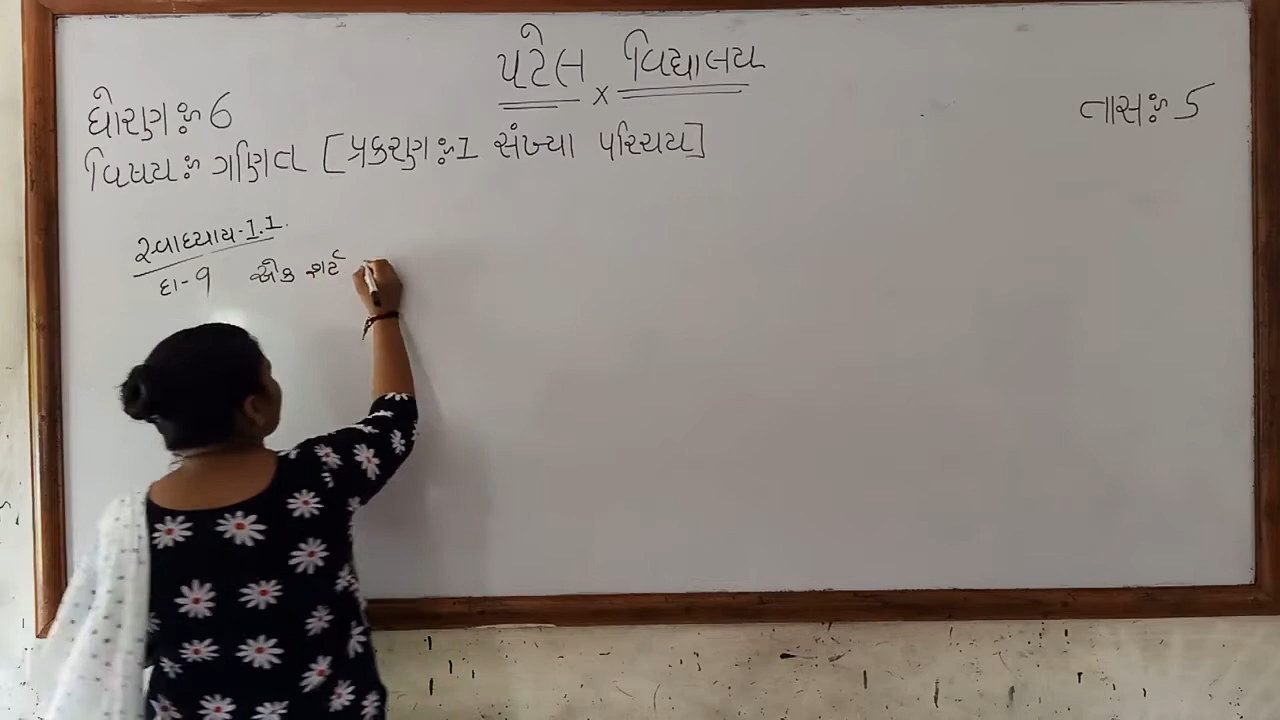 પટેલ × વિદ્યાલય
ધોરણઃ 6
તાસઃ 5
વિષયઃ ગણિત [પ્રકરણઃ 1 સંખ્યા પરિચય]
સ્વાધ્યાય-1.1
દા-9 એક શર્ટ